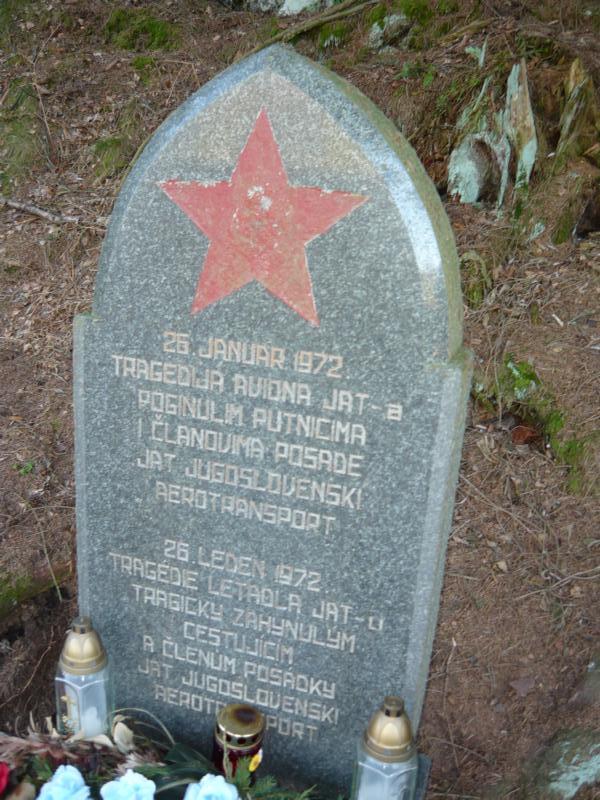 26. JANUAR 1972.
TRAGEDIJA AVIONA JAT-a
POGINULIM PUTNICIMA
I ČLANOVIMA POSADE
JAT JUGOSLOVENSKI
AEROTRANSPORT
26. LEDEN 1972
TRAGÉDIE LETADLA JAT-U
TRAGICKY ZAHYNULÝM
CESTUJÍCÍM
A ČLENUM POSÁDKY
JAT JUGOSLOVENSKI
AEROTRANSPORT